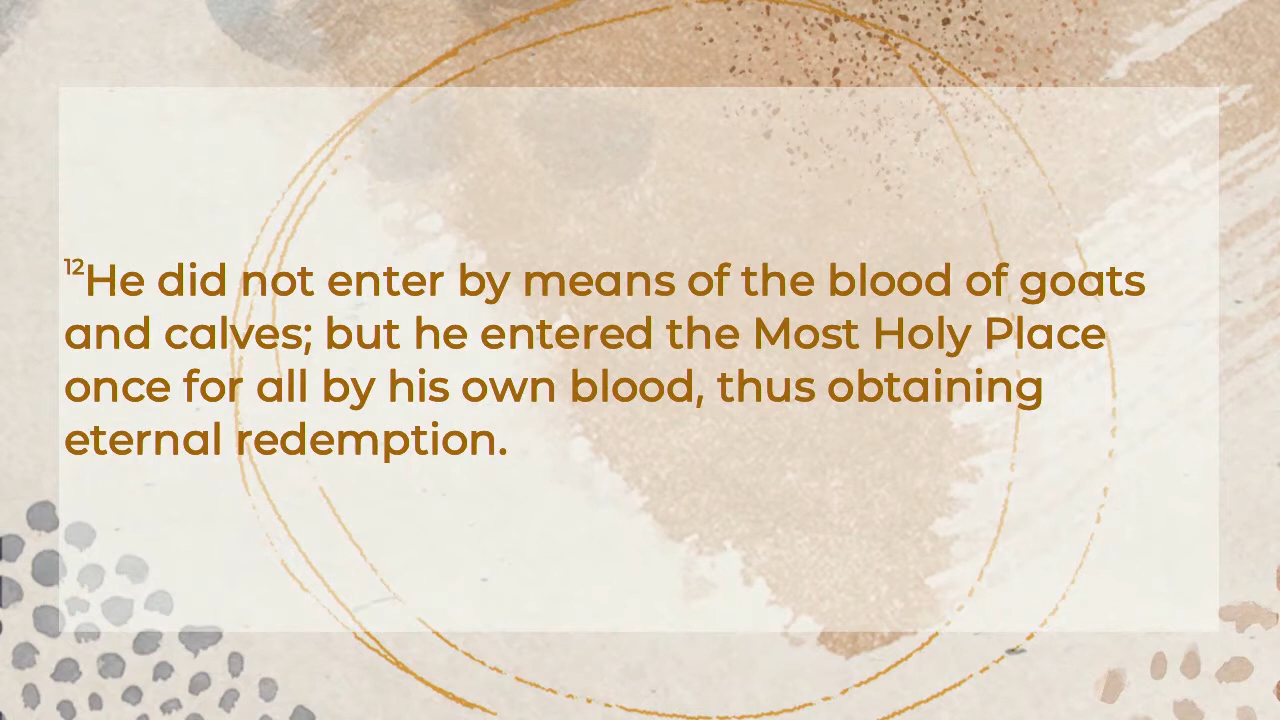 12He did not enter by means of the blood of goats
and calves; but he entered the Most Holy Place
once for all by his own blood, thus obtaining
eternal redemption.